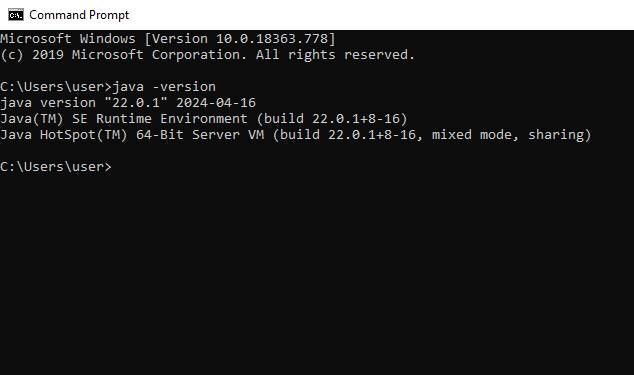 Command Prompt
Microsoft Windows [Version 10.0.18363.778]
(c) 2019 Microsoft Corporation. All rights reserved.
C:\Users\user>java -version
java version "22.0.1" 2024-04-16
Java(TM) SE Runtime Environment (build 22.0.1+8-16)
Java HotSpot(TM) 64-Bit Server VM (build 22.0.1+8-16, mixed mode, sharing)
C:\Users\user>